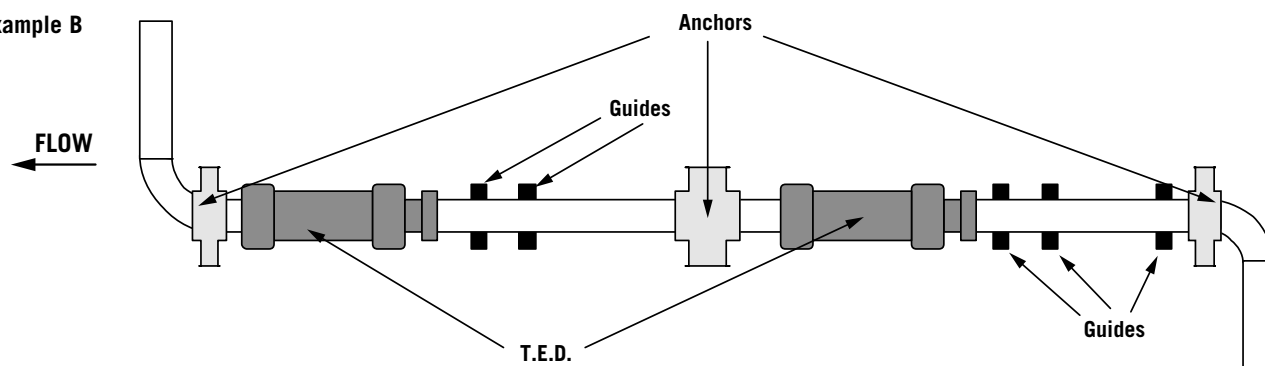 xample B
Anchors
Guides
FLOW
Guides
T.E.D.